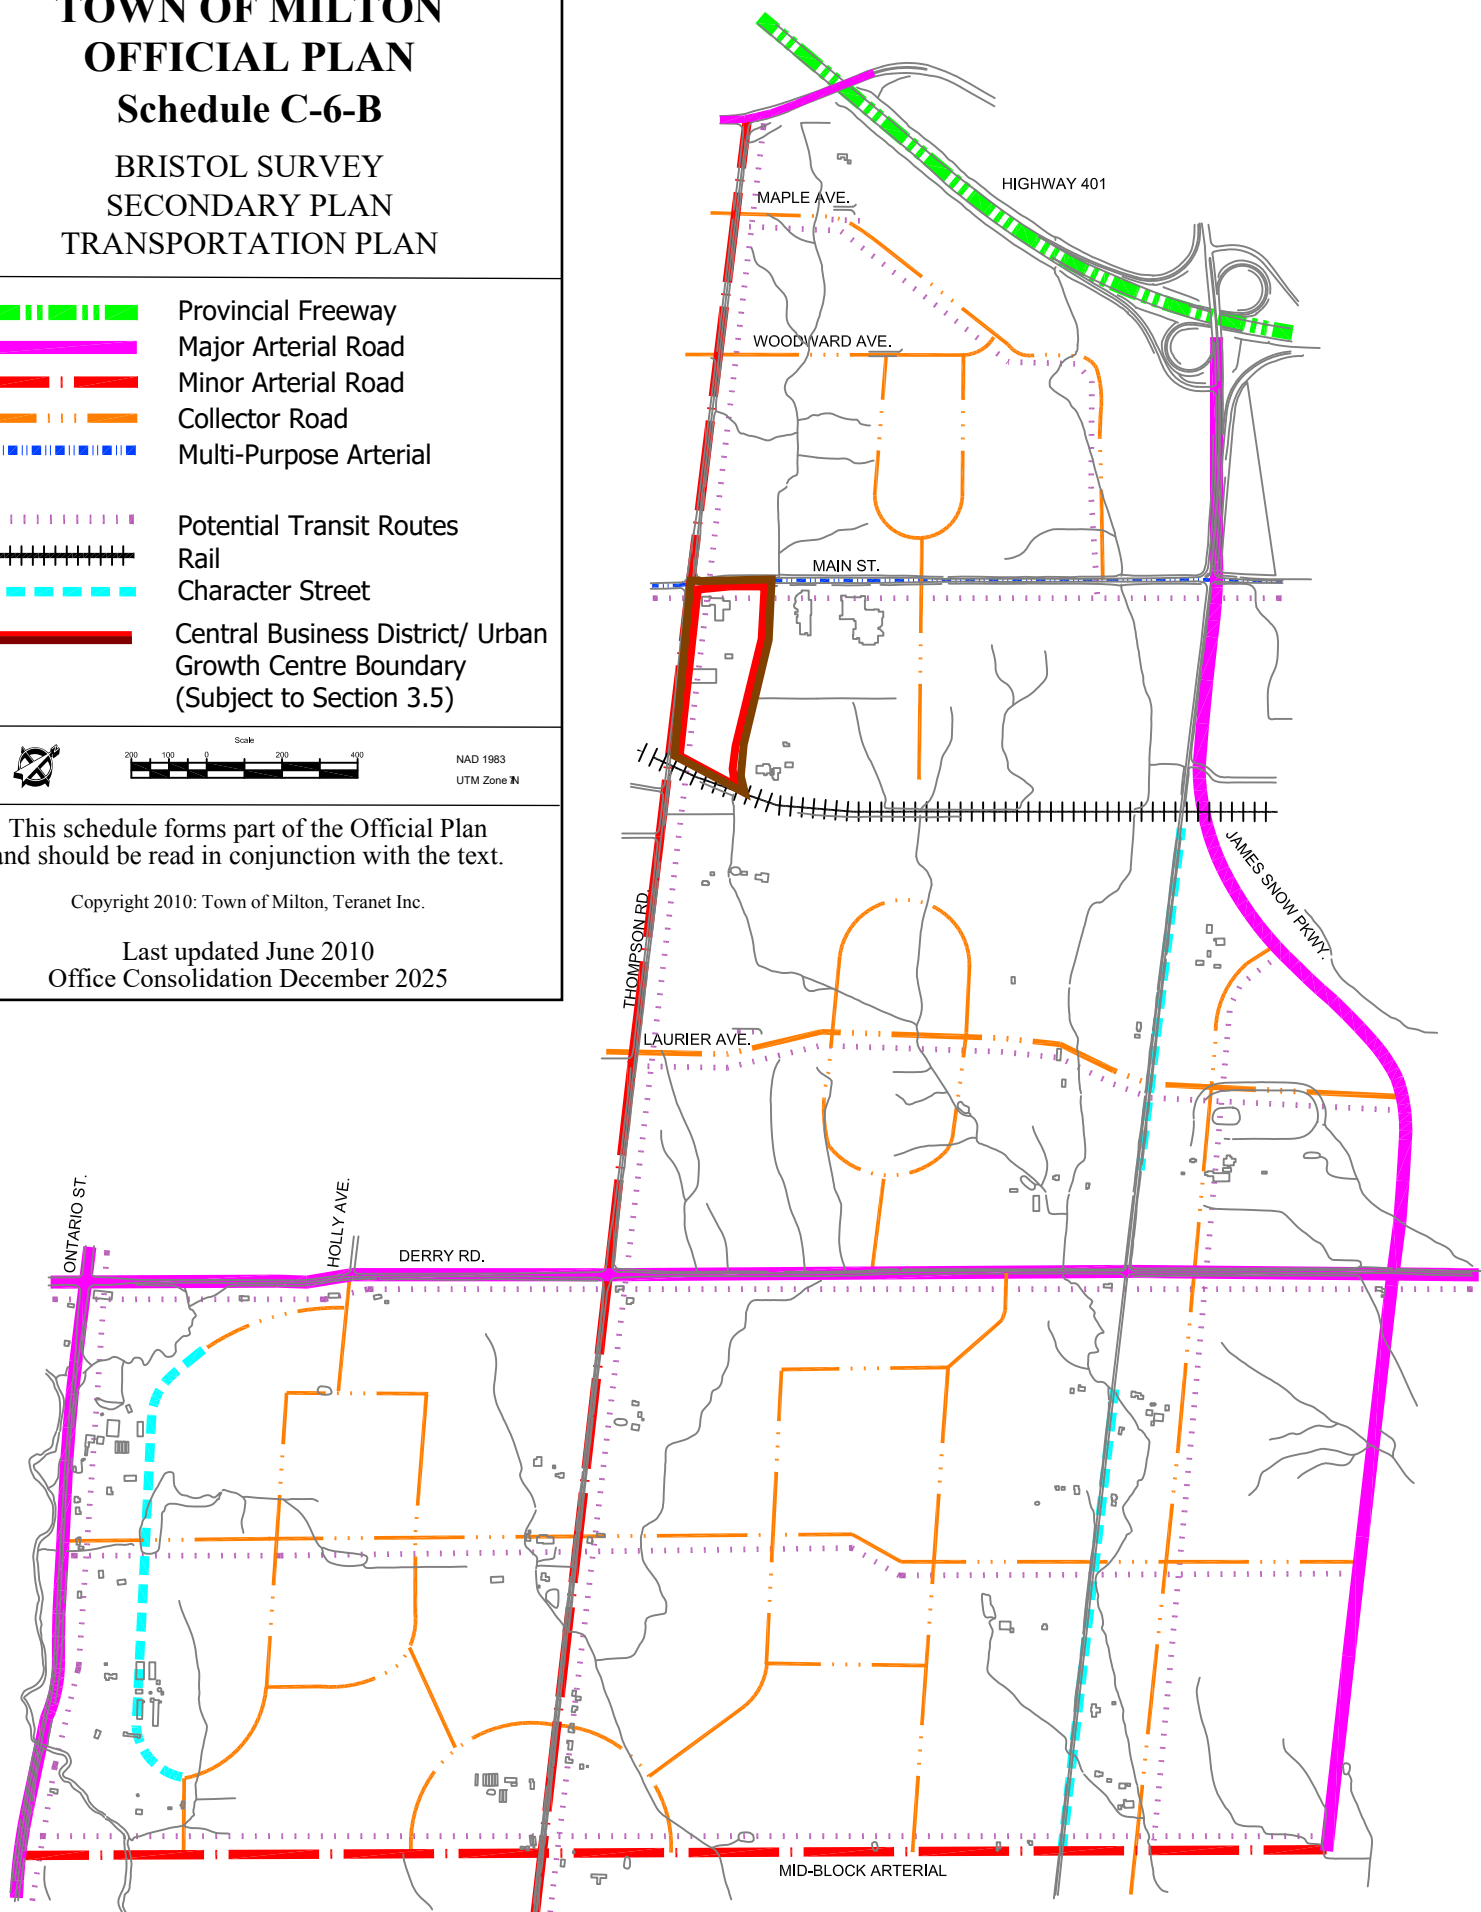 TOWN OF MILTON
OFFICIAL PLAN
Schedule C-6-B
BRISTOL SURVEY
SECONDARY PLAN
TRANSPORTATION PLAN
Provincial Freeway
Major Arterial Road
Minor Arterial Road
Collector Road
Multi-Purpose Arterial
Potential Transit Routes
Rail
Character Street
Central Business District/ Urban
Growth Centre Boundary
(Subject to Section 3.5)
Scale
200 100 0 200 400
NAD 1983
UTM Zone
This schedule forms part of the Official Plan
and should be read in conjunction with the text.
Copyright 2010: Town of Milton, Teranet Inc.
Last updated June 2010
Office Consolidation December 2025
HIGHWAY 401
MAPLE AVE.
WOODWARD AVE.
MAIN ST.
JAMES SNOW PKWY.
THOMPSON RD.
LAURIER AVE.
ONTARIO ST.
HOLLY AVE.
DERRY RD.
MID-BLOCK ARTERIAL